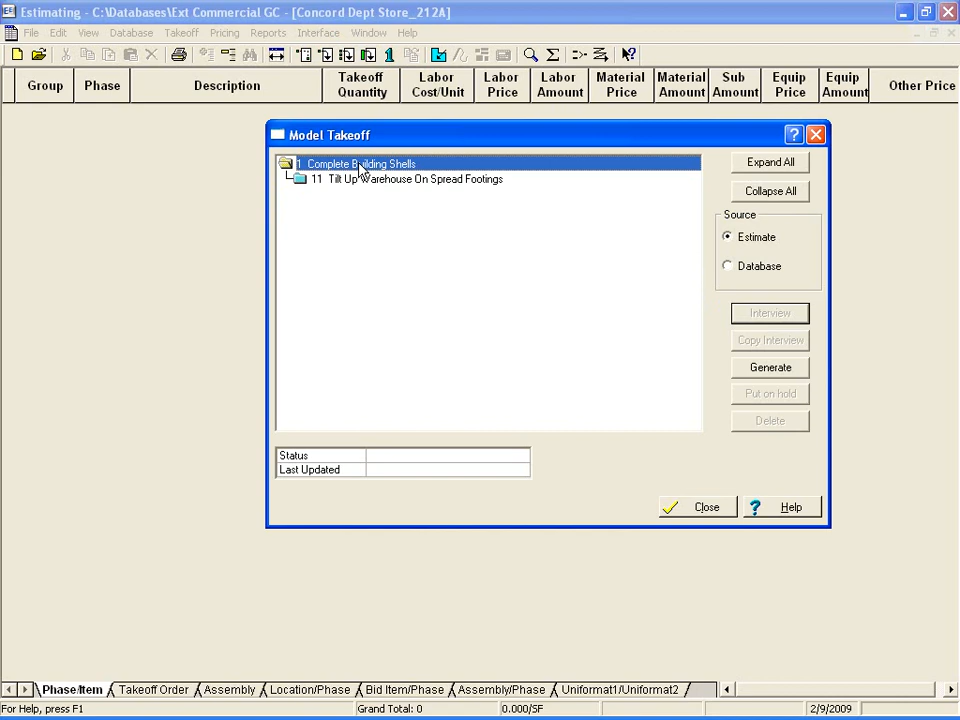 Estimating - C:\Databases\Ext Commercial GC - [Concord Dept Store_212A]
File Edit View Database Takeoff Pricing Reports Interface Window Help
Group Phase Description Takeoff Quantity Labor Cost/Unit Labor Price Labor Amount Material Price Material Amount Sub Amount Equip Price Equip Amount Other Price
Model Takeoff
1 Complete Building Shells
11 Tilt Up Warehouse On Spread Footings
Expand All
Collapse All
Source
Estimate
Database
Interview
Copy Interview
Generate
Put on hold
Delete
Status
Last Updated
Close Help
Phase/Item Takeoff Order Assembly Location/Phase Bid Item/Phase Assembly/Phase Uniformat1/Uniformat2
For Help, press F1 Grand Total: 0 0.000/SF 2/9/2009